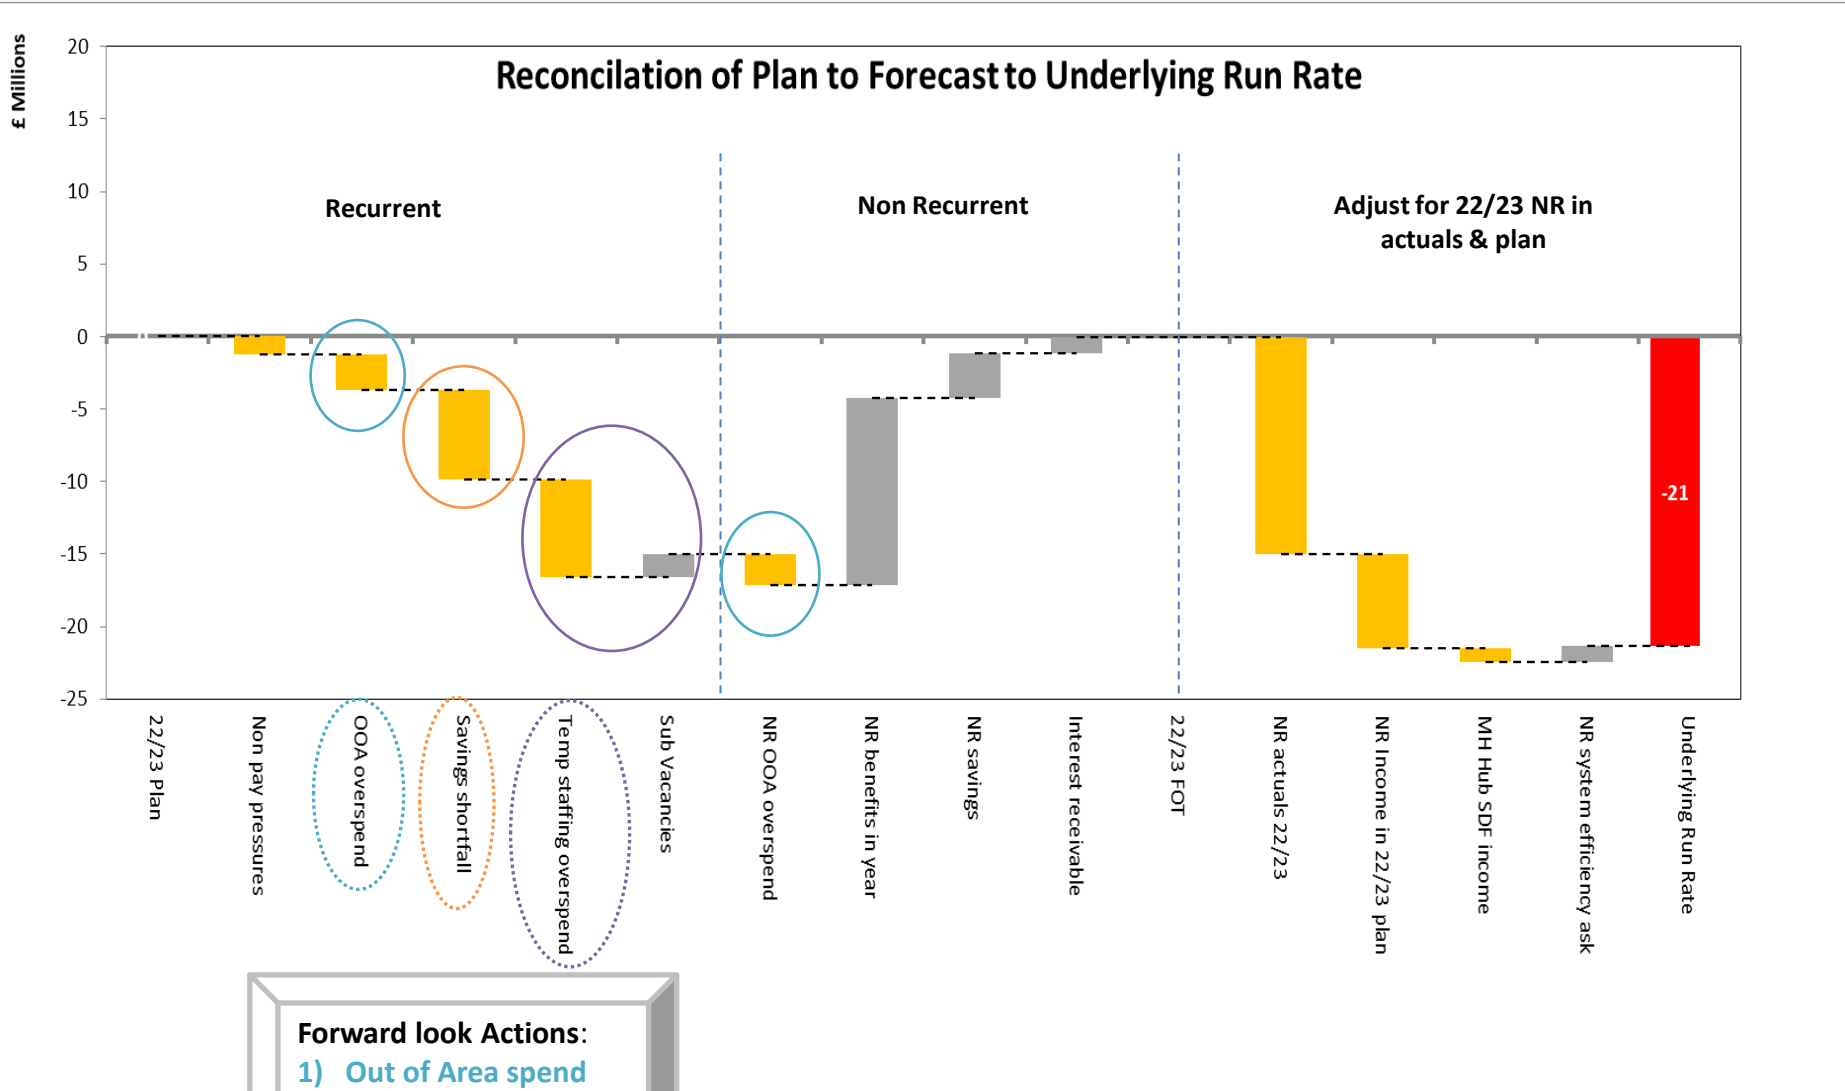 £ Millions
Reconcilation of Plan to Forecast to Underlying Run Rate
20
15
10
5
0
-5
-10
-15
-20
-25
Recurrent
Non Recurrent
Adjust for 22/23 NR in
actuals & plan
-21
22/23 Plan
Non pay pressures
OOA overspend
Savings shortfall
Temp staffing overspend
Sub Vacancies
NR OOA overspend
NR benefits in year
NR savings
Interest receivable
22/23 FOT
NR actuals 22/23
NR Income in 22/23 plan
MH Hub SDF income
NR system efficiency ask
Underlying Run Rate
Forward look Actions:
1) Out of Area spend